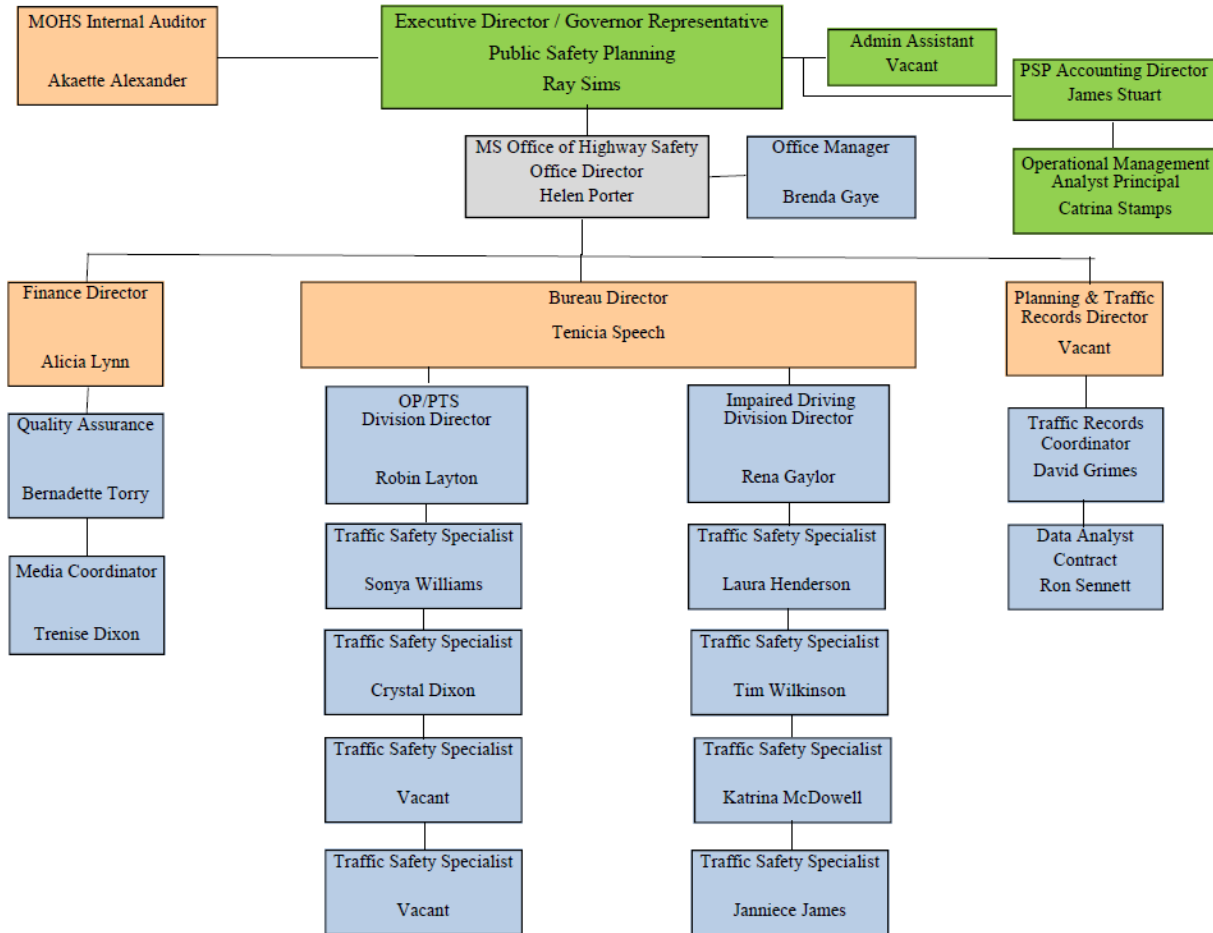 MOHS Internal Auditor
Akaette Alexander
Executive Director / Governor Representative
Public Safety Planning
Ray Sims
Admin Assistant
Vacant
PSP Accounting Director
James Stuart
MS Office of Highway Safety
Office Director
Helen Porter
Office Manager
Brenda Gaye
Operational Management
Analyst Principal
Catrina Stamps
Finance Director
Alicia Lynn
Bureau Director
Tenicia Speech
Planning & Traffic
Records Director
Vacant
Quality Assurance
Bernadette Torry
Media Coordinator
Trenise Dixon
OP/PTS
Division Director
Robin Layton
Traffic Safety Specialist
Sonya Williams
Traffic Safety Specialist
Crystal Dixon
Traffic Safety Specialist
Vacant
Traffic Safety Specialist
Vacant
Impaired Driving
Division Director
Rena Gaylor
Traffic Safety Specialist
Laura Henderson
Traffic Safety Specialist
Tim Wilkinson
Traffic Safety Specialist
Katrina McDowell
Traffic Safety Specialist
Janniece James
Traffic Records
Coordinator
David Grimes
Data Analyst
Contract
Ron Sennett